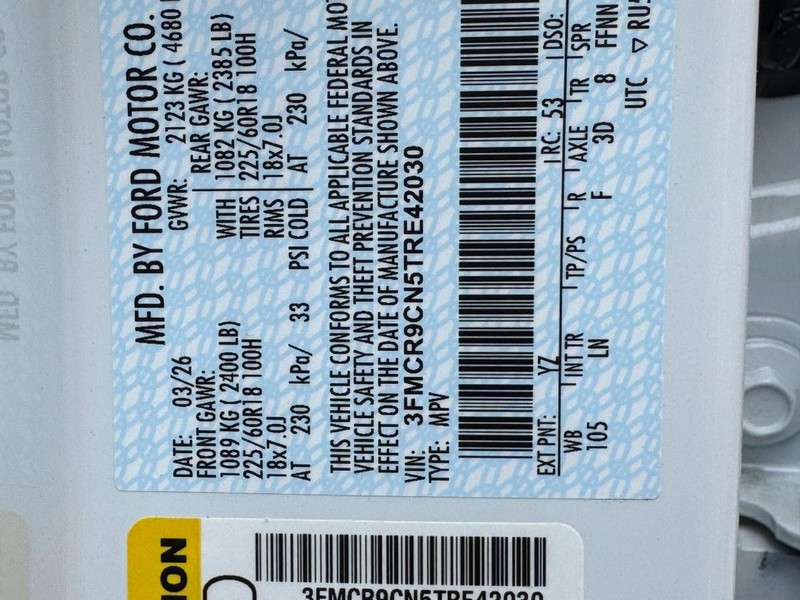 MFD. BY FORD MOTOR CO.
DATE: 03/26
GVWR: 2123 KG ( 4680
FRONT GAWR:
REAR GAWR:
1089 KG ( 2400 LB)
WITH
1082 KG ( 2385 LB)
225/60R18 100H
TIRES
225/60R18 100H
18x7.0J
RIMS
18x7.0J
AT 230 kPa/ 33 PSI COLD
AT 230 kPa/
THIS VEHICLE CONFORMS TO ALL APPLICABLE FEDERAL MO
VEHICLE SAFETY AND THEFT PREVENTION STANDARDS IN
EFFECT ON THE DATE OF MANUFACTURE SHOWN ABOVE.
VIN: 3FMCR9CN5TRE42030
TYPE: MPV
EXT PNT: YZ
RC: 53
DSO:
WB
INT TR
TP/PS
R
AXLE
TR
SPR
105
LN
F
3D
8
FFNN
UTC
▽ RU5
ION
3FMCR9CN5TRE42030